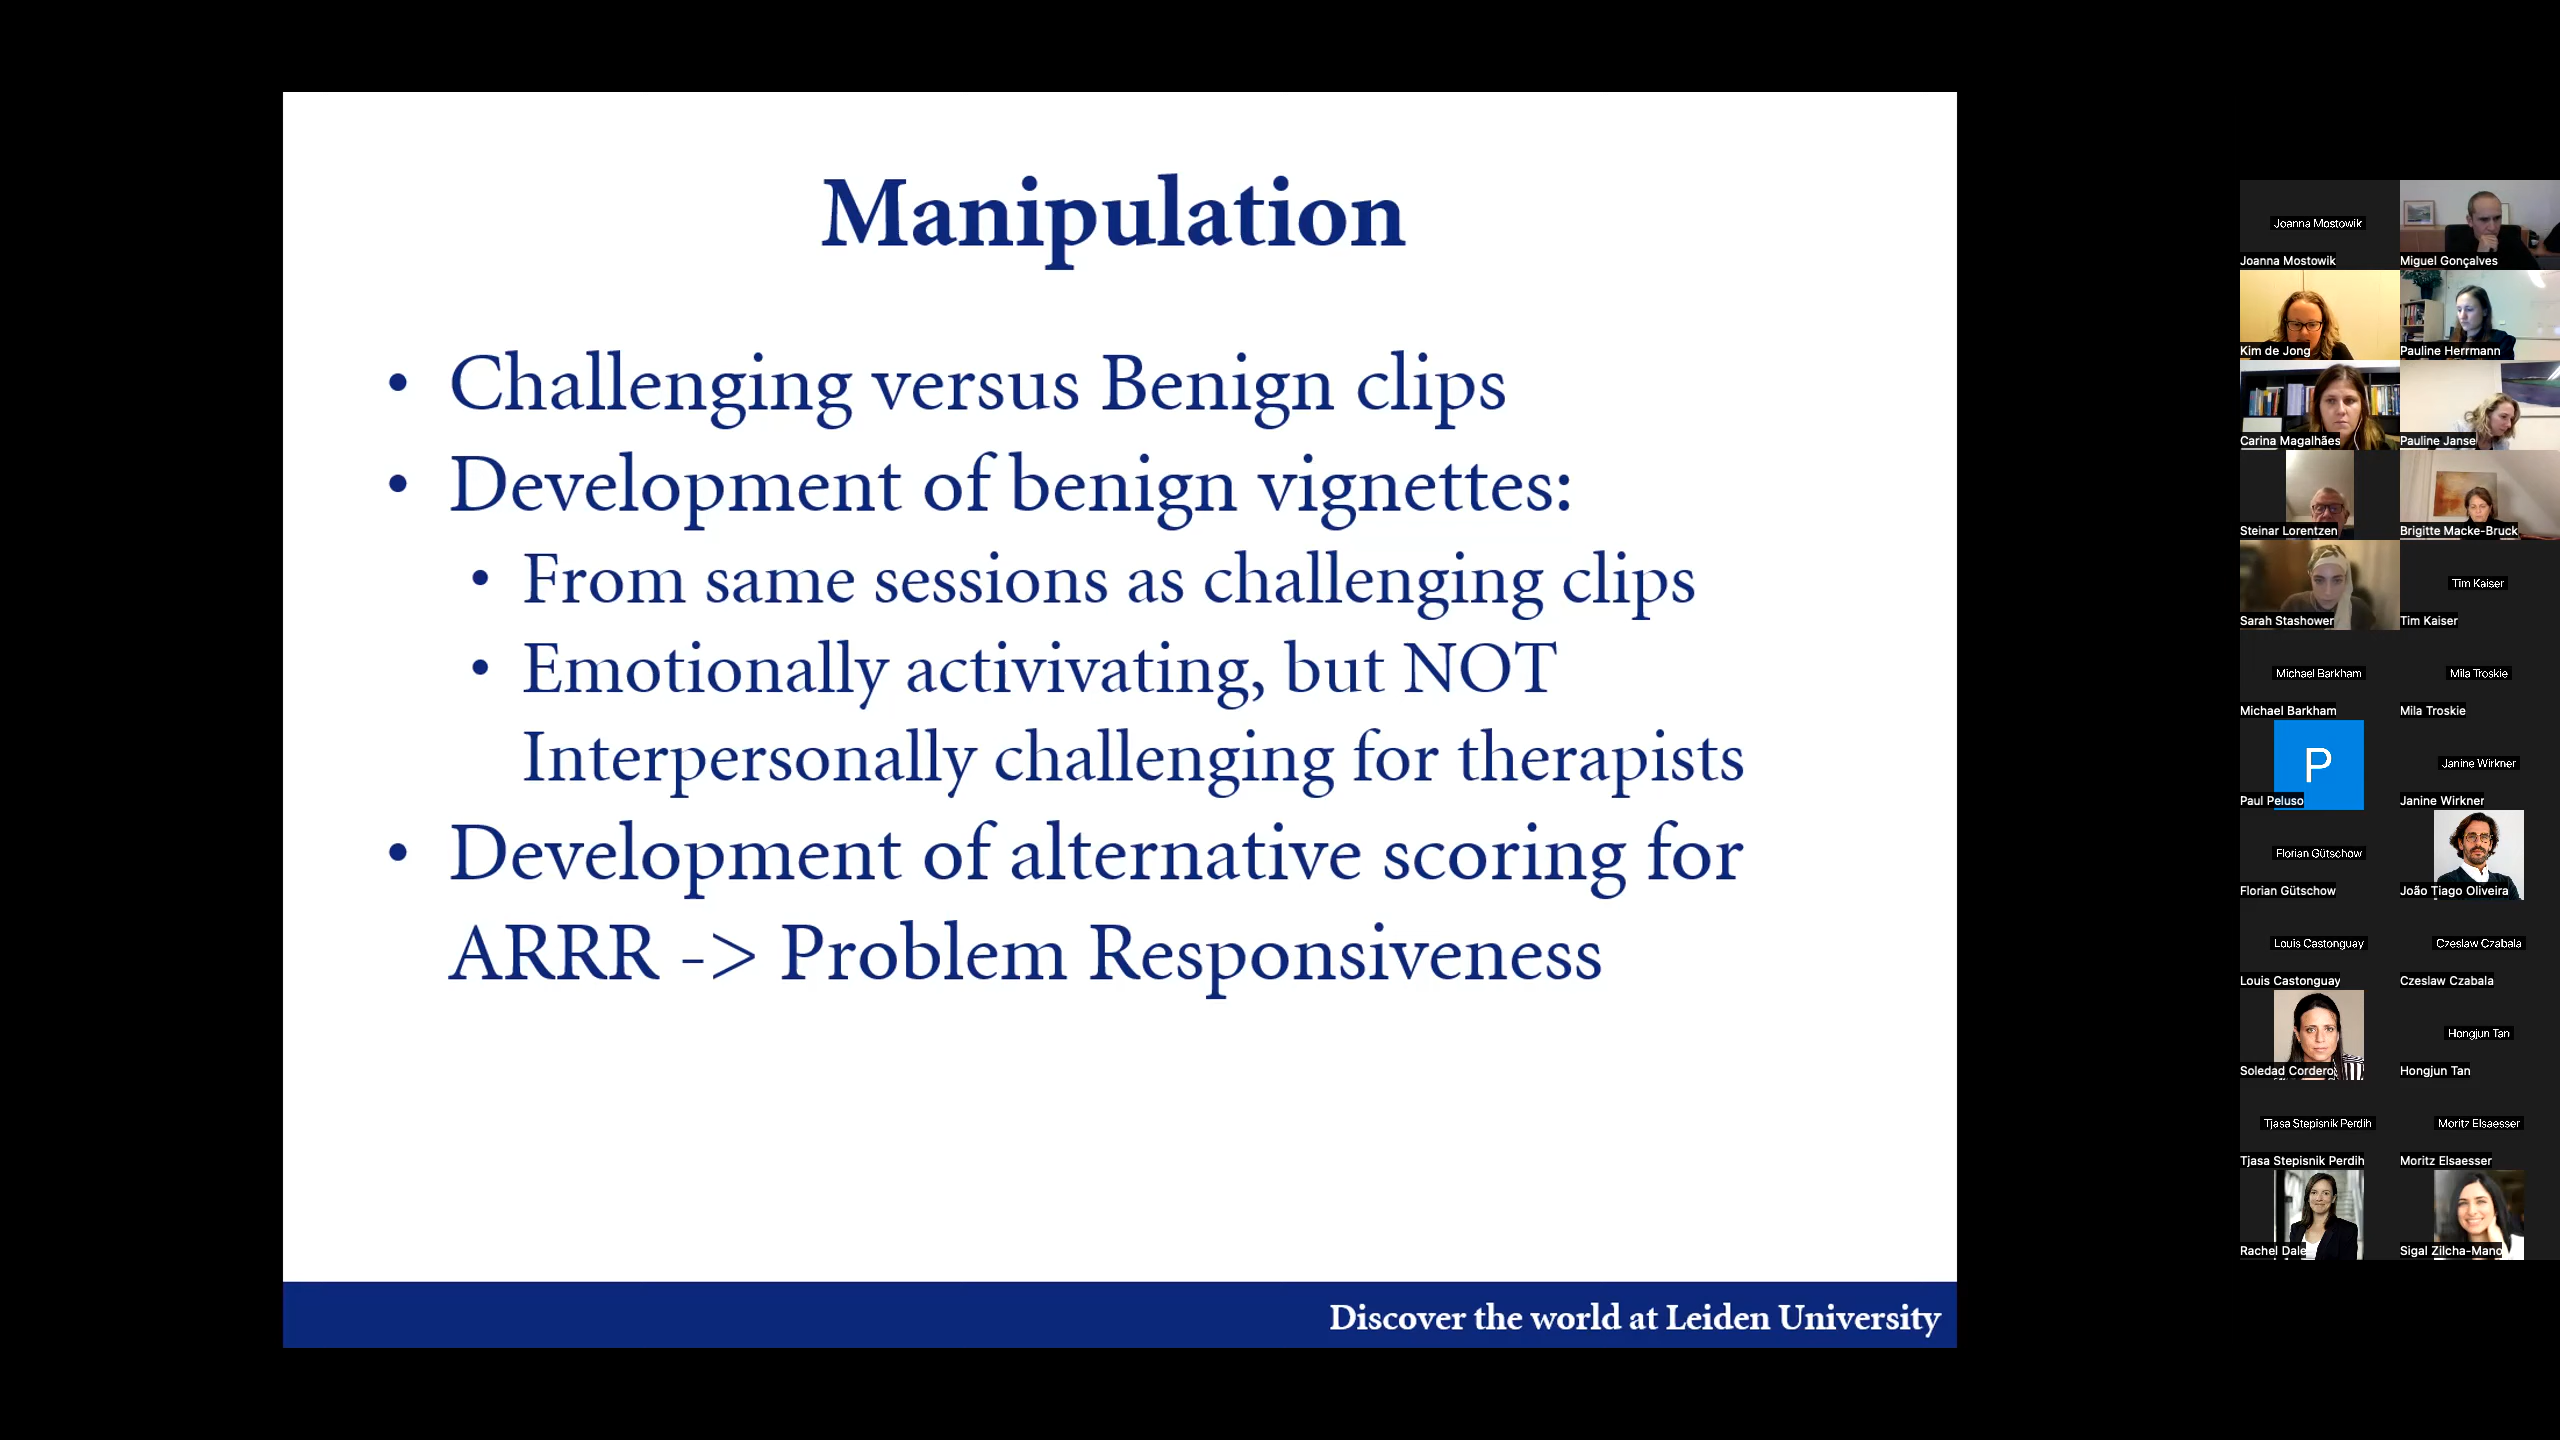 Manipulation
• Challenging versus Benign clips
• Development of benign vignettes:
• From same sessions as challenging clips
• Emotionally activivating, but NOT
Interpersonally challenging for therapists
• Development of alternative scoring for
ARRR -> Problem Responsiveness
Discover the world at Leiden University
Joanna Mostowik
Joanna Mostowik
Miguel Gonçalves
Kim de Jong
Pauline Herrmann
Carina Magalhães
Pauline Janse
Steinar Lorentzen
Brigitte Macke-Bruck
Sarah Stashower
Tim Kaiser
Tim Kaiser
Michael Barkham
Michael Barkham
Mila Troskie
Mila Troskie
P
Paul Peluso
Janine Wirkner
Janine Wirkner
Florian Gütschow
Florian Gütschow
João Tiago Oliveira
Louis Castonguay
Louis Castonguay
Czeslaw Czabala
Czeslaw Czabala
Soledad Cordero
Hongjun Tan
Hongjun Tan
Tjasa Stepisnik Perdih
Tjasa Stepisnik Perdih
Moritz Elsaesser
Moritz Elsaesser
Rachel Dale
Sigal Zilcha-Mano